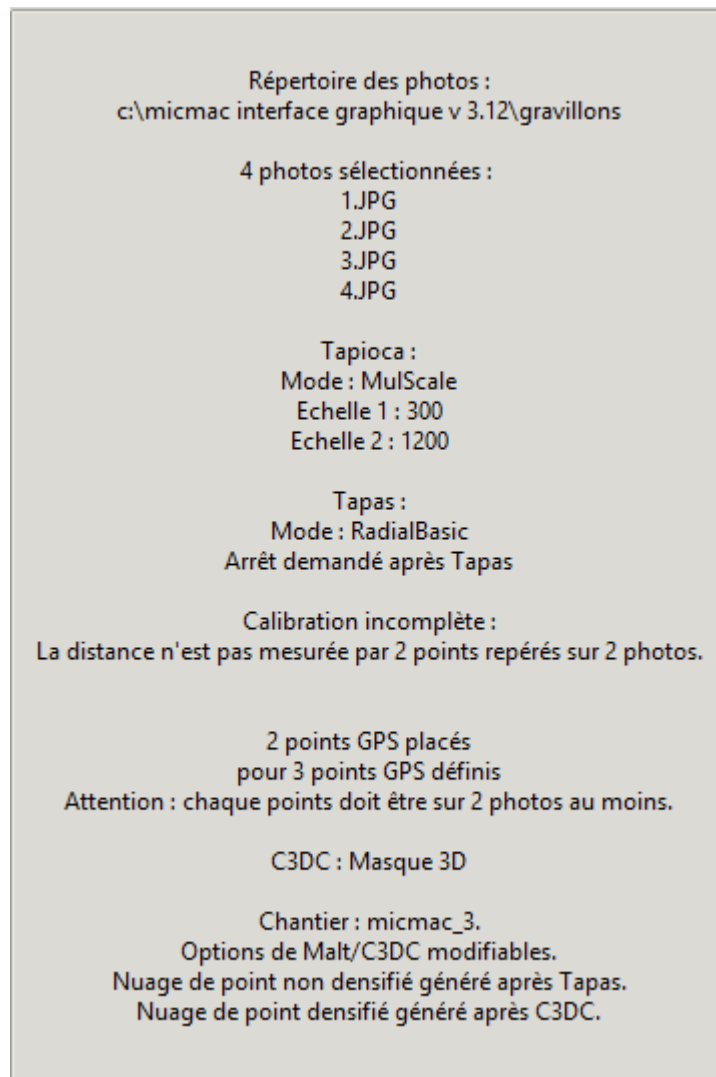 Répertoire des photos :
c:\micmac interface graphique v 3.12\gravillons
4 photos sélectionnées :
1.JPG
2.JPG
3.JPG
4.JPG
Tapioca :
Mode : MulScale
Echelle 1 : 300
Echelle 2 : 1200
Tapas :
Mode : RadialBasic
Arrêt demandé après Tapas
Calibration incomplète :
La distance n'est pas mesurée par 2 points repérés sur 2 photos.
2 points GPS placés
pour 3 points GPS définis
Attention : chaque points doit être sur 2 photos au moins.
C3DC : Masque 3D
Chantier : micmac_3.
Options de Malt/C3DC modifiables.
Nuage de point non densifié généré après Tapas.
Nuage de point densifié généré après C3DC.